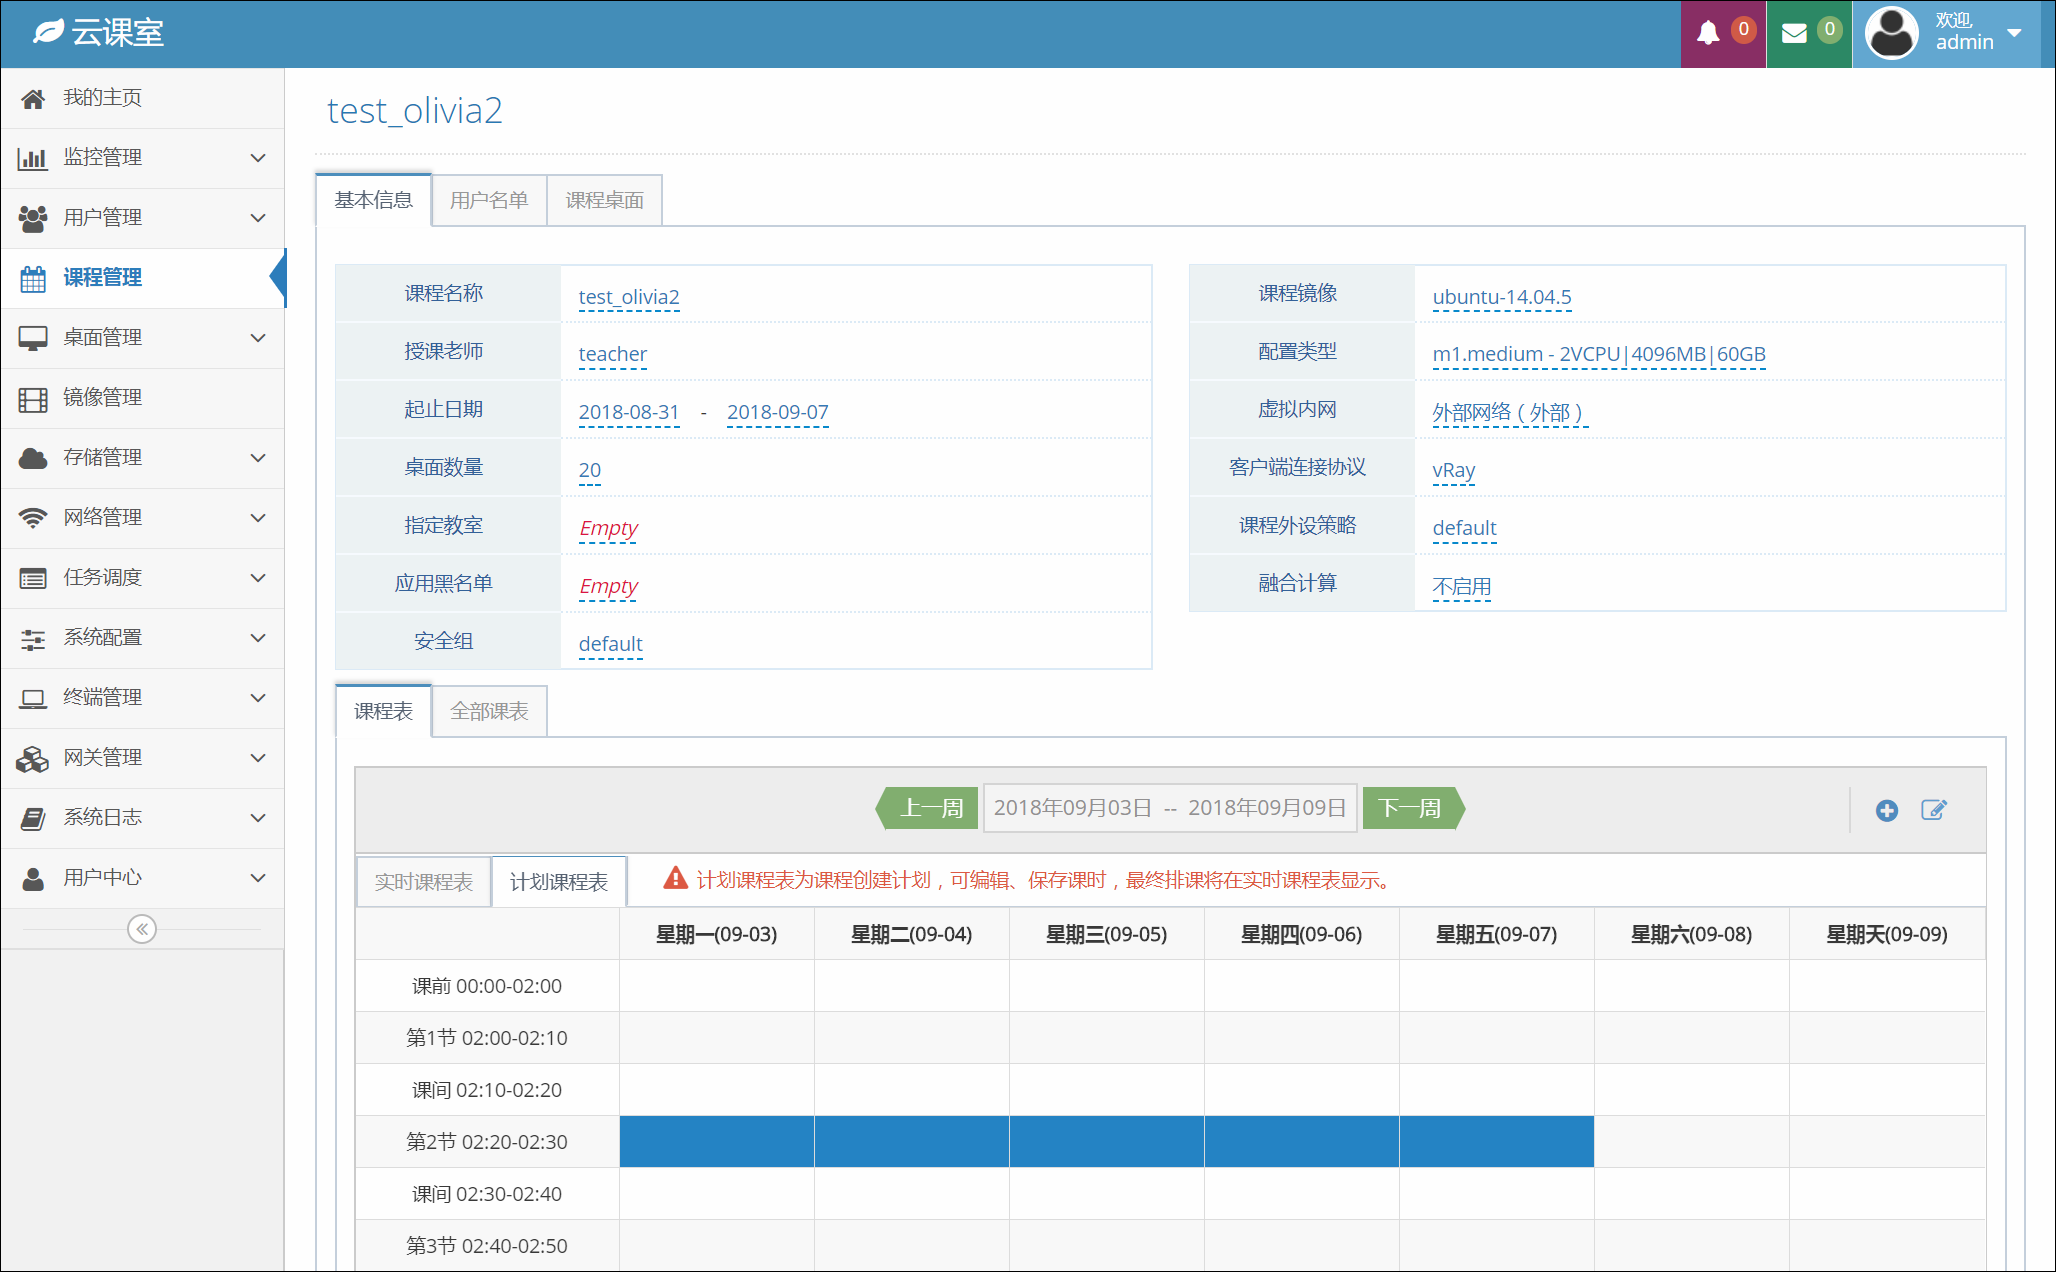 云课室
0
0
欢迎,
admin
我的主页
监控管理
用户管理
课程管理
桌面管理
镜像管理
存储管理
网络管理
任务调度
系统配置
终端管理
网关管理
系统日志
用户中心
test_olivia2
基本信息 用户名单 课程桌面
课程名称 test_olivia2
授课老师 teacher
起止日期 2018-08-31 - 2018-09-07
桌面数量 20
指定教室 Empty
应用黑名单 Empty
安全组 default
课程镜像 ubuntu-14.04.5
配置类型 m1.medium - 2VCPU|4096MB|60GB
虚拟内网 外部网络（外部）
客户端连接协议 vRay
课程外设策略 default
融合计算 不启用
课程表 全部课表
上一周 2018年09月03日 -- 2018年09月09日 下一周
实时课程表 计划课程表 计划课程表为课程创建计划，可编辑、保存课时，最终排课将在实时课程表显示。
星期一(09-03) 星期二(09-04) 星期三(09-05) 星期四(09-06) 星期五(09-07) 星期六(09-08) 星期天(09-09)
课前 00:00-02:00
第1节 02:00-02:10
课间 02:10-02:20
第2节 02:20-02:30
课间 02:30-02:40
第3节 02:40-02:50